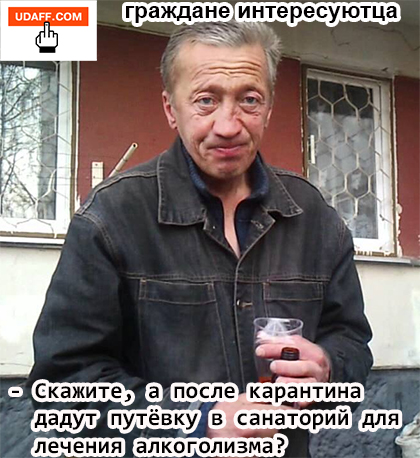 UDAFF.COM
граждане интересуютца
- Скажите, а после карантина
дадут путёвку в санаторий для
лечения алкоголизма?